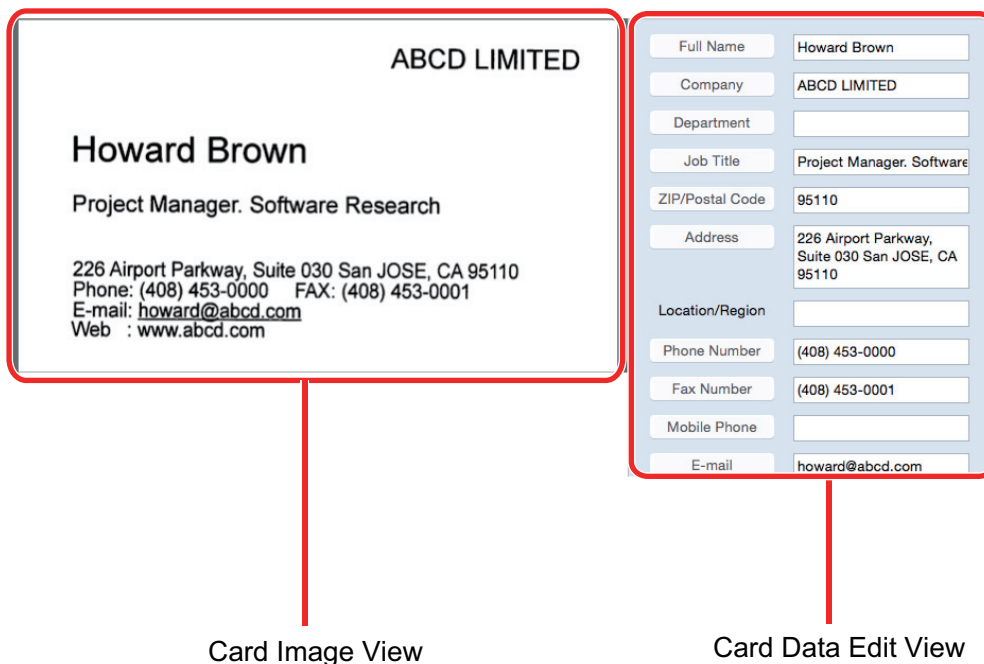 ABCD LIMITED
Howard Brown
Project Manager. Software Research
226 Airport Parkway, Suite 030 San JOSE, CA 95110
Phone: (408) 453-0000 FAX: (408) 453-0001
E-mail: howard@abcd.com
Web : www.abcd.com
Full Name Howard Brown
Company ABCD LIMITED
Department
Job Title Project Manager. Software
ZIP/Postal Code 95110
Address 226 Airport Parkway,
Suite 030 San JOSE, CA
95110
Location/Region
Phone Number (408) 453-0000
Fax Number (408) 453-0001
Mobile Phone
E-mail howard@abcd.com
Card Image View
Card Data Edit View